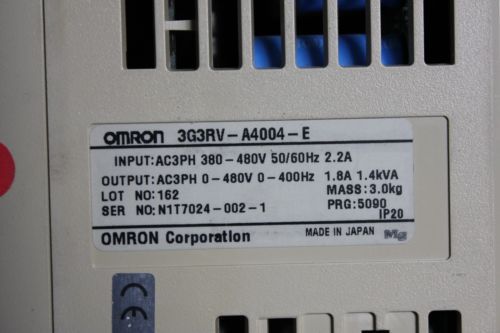 OMRON 3G3RV-A4004-E
INPUT:AC3PH 380-480V 50/60Hz 2.2A
OUTPUT:AC3PH 0-480V 0-400Hz 1.8A 1.4kVA
LOT NO:162 MASS:3.0kg
SER NO:N1T7024-002-1 PRG:5090
IP20
OMRON Corporation MADE IN JAPAN Mg
CE